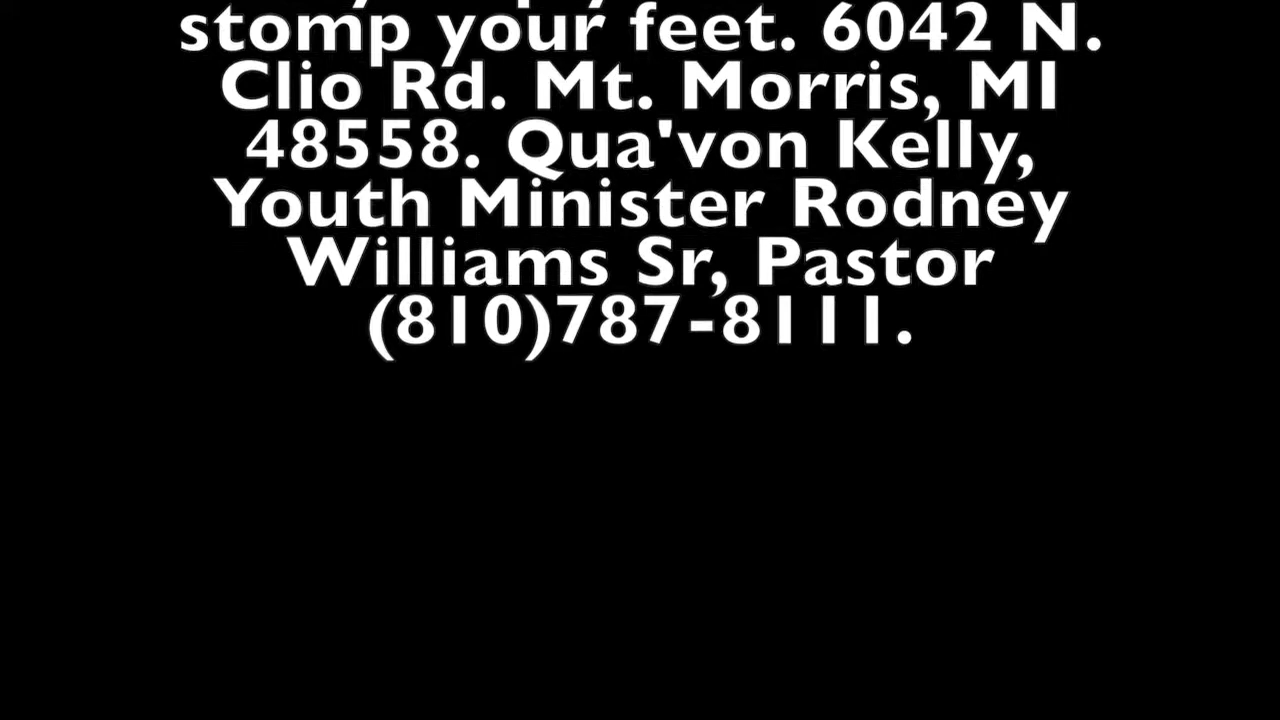 stomp your feet. 6042 N.
Clio Rd. Mt. Morris, MI
48558. Qua'von Kelly,
Youth Minister Rodney
Williams Sr, Pastor
(810)787-8111.